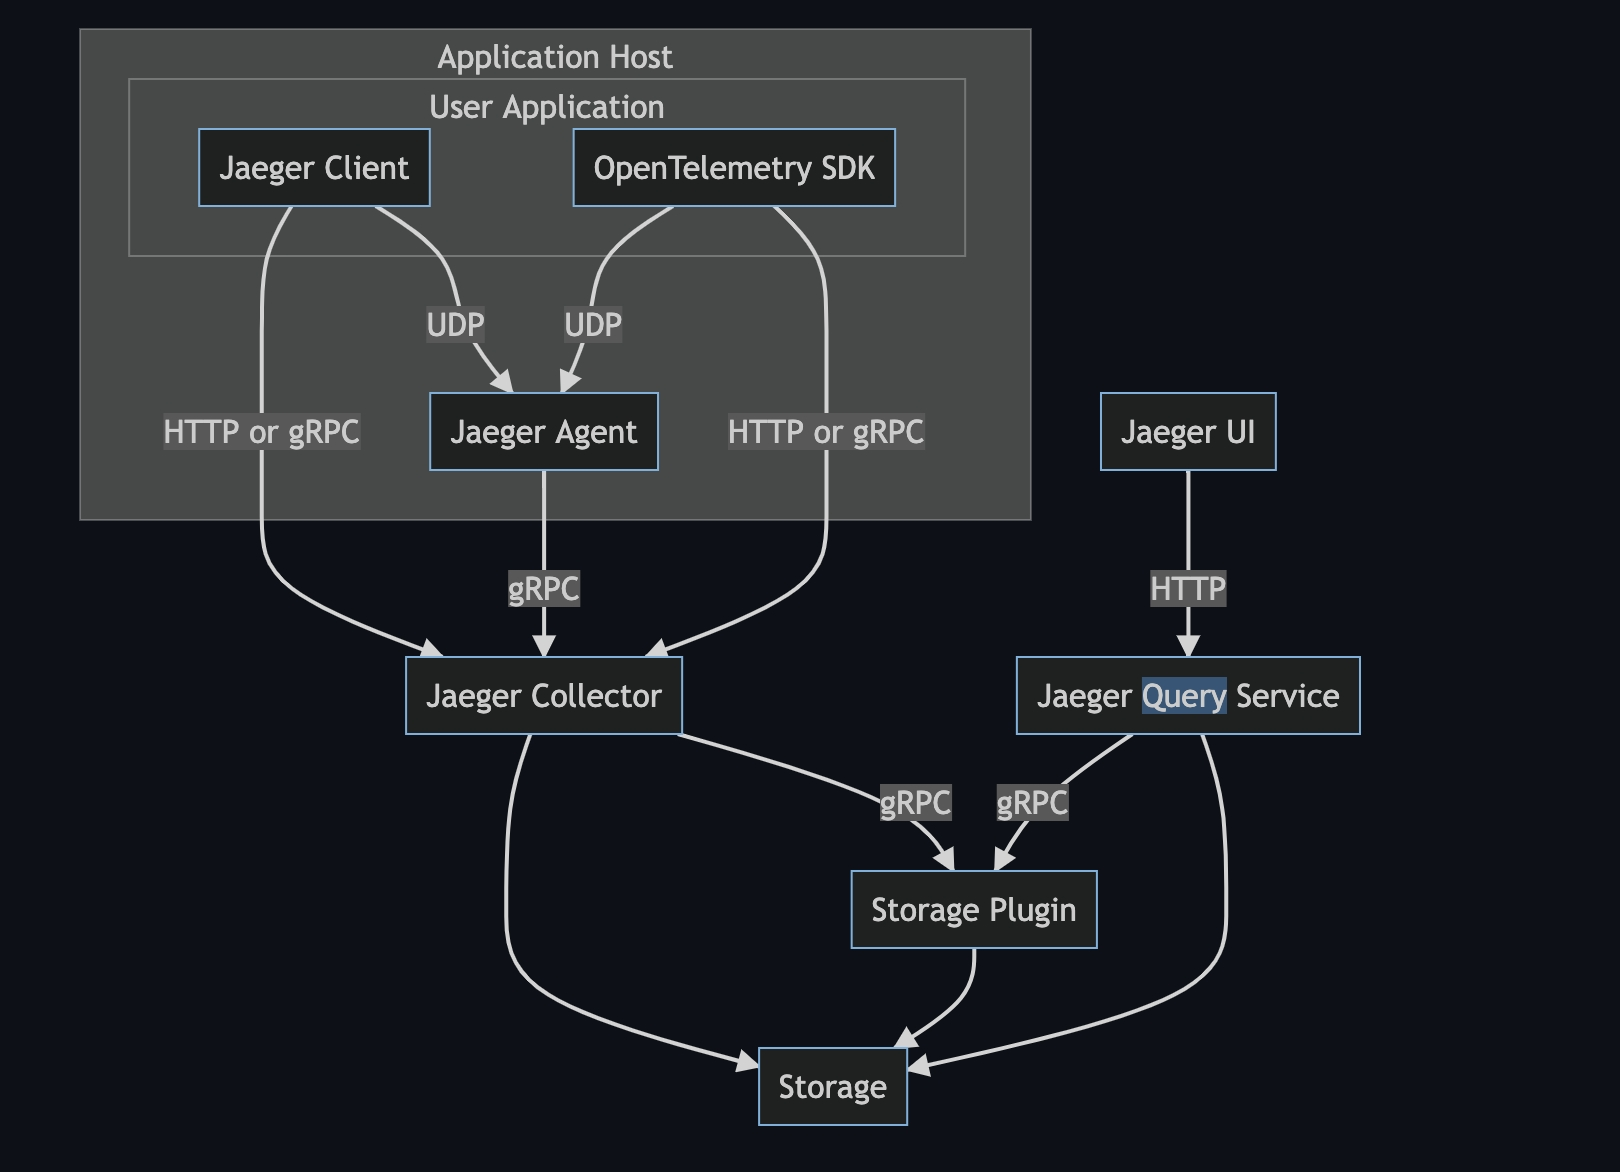 Application Host
User Application
Jaeger Client
OpenTelemetry SDK
UDP
UDP
HTTP or gRPC
Jaeger Agent
HTTP or gRPC
Jaeger UI
gRPC
HTTP
Jaeger Collector
Jaeger Query Service
gRPC
gRPC
Storage Plugin
Storage